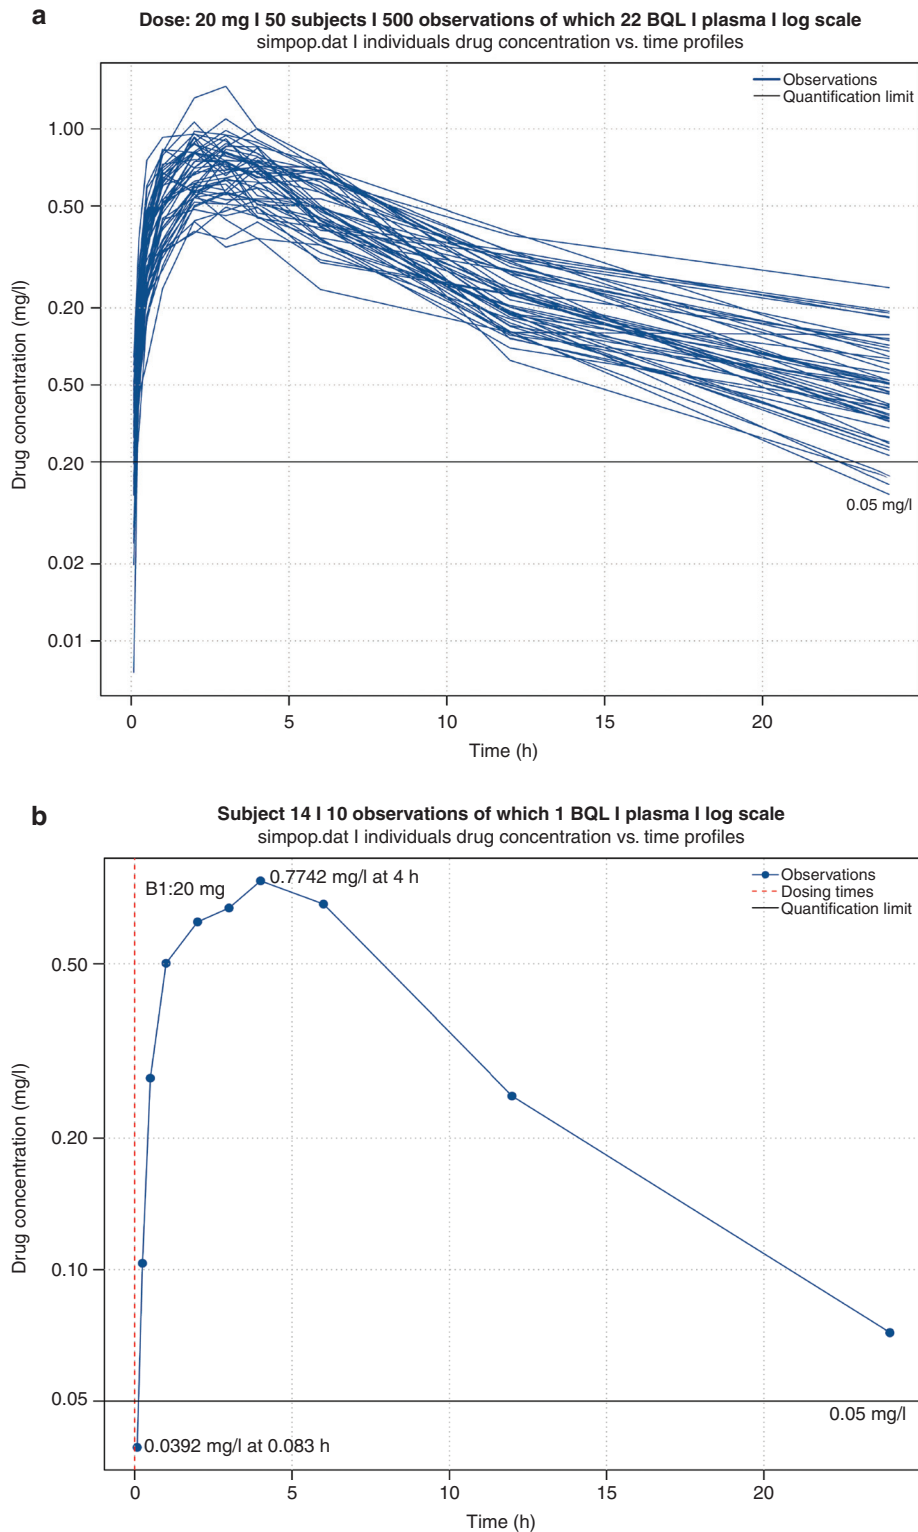 a
Dose: 20 mg I 50 subjects I 500 observations of which 22 BQL I plasma I log scale
simpop.dat I individuals drug concentration vs. time profiles
Observations
Quantification limit
Drug concentration (mg/l)
1.00
0.50
0.20
0.50
0.20
0.02
0.01
0.05 mg/l
0
5
10
15
20
Time (h)
b
Subject 14 I 10 observations of which 1 BQL I plasma I log scale
simpop.dat I individuals drug concentration vs. time profiles
Observations
Dosing times
Quantification limit
B1:20 mg
0.7742 mg/l at 4 h
Drug concentration (mg/l)
0.50
0.20
0.10
0.05
0.05 mg/l
0.0392 mg/l at 0.083 h
0
5
10
15
20
Time (h)